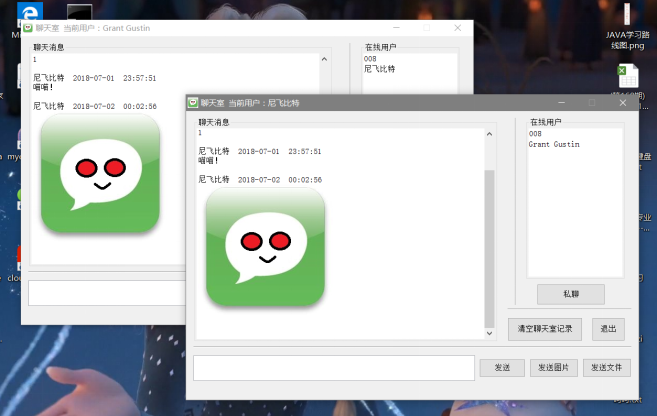 聊天室 当前用户：Grant Gustin
聊天消息
1
尼飞比特 2018-07-01 23:57:51
喵喵！
尼飞比特 2018-07-02 00:02:56
在线用户
008
尼飞比特
聊天室 当前用户：尼飞比特
聊天消息
1
尼飞比特 2018-07-01 23:57:51
喵喵！
尼飞比特 2018-07-02 00:02:56
在线用户
008
Grant Gustin
私聊
清空聊天室记录
退出
发送
发送图片
发送文件
JAVA学习路
线图.png